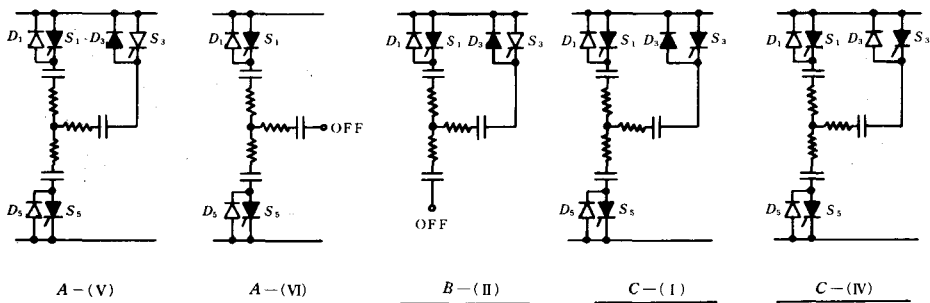 D₁ S₁ D₃ S₃ D₁ S₁ D₁ S₁ D₃ S₃ D₁ S₁ D₃ S₃ D₁ S₁ D₃ S₃
OFF
D₅ S₅ D₅ S₅ D₅ S₅ D₅ S₅
OFF
A－(V) A－(VI) B－(II) C－(I) C－(IV)